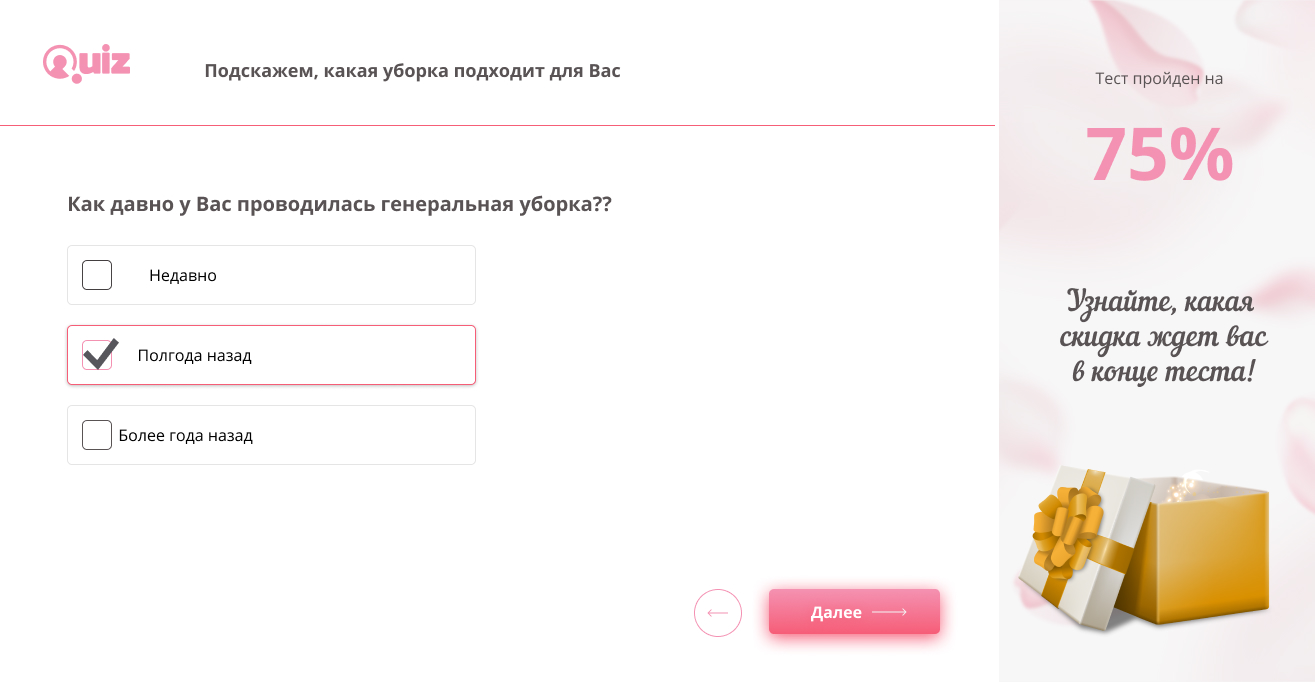 Quiz
Подскажем, какая уборка подходит для Вас
Как давно у Вас проводилась генеральная уборка??
Недавно
Полгода назад
Более года назад
Далее
Тест пройден на
75%
Узнайте, какая
скидка ждет вас
в конце теста!